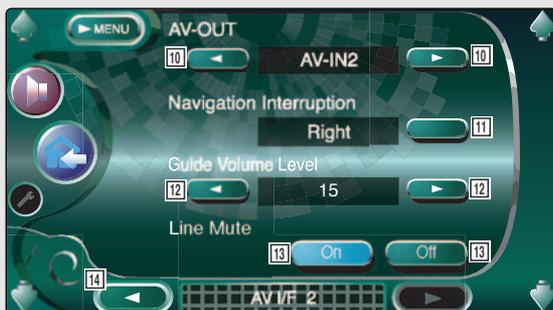 ► MENU AV-OUT
10 ◄ AV-IN2 ► 10
Navigation Interruption
Right 11
Guide Volume Level
12 ◄ 15 ► 12
Line Mute
13 On Off 13
14 ◄ AV I/F 2 ►